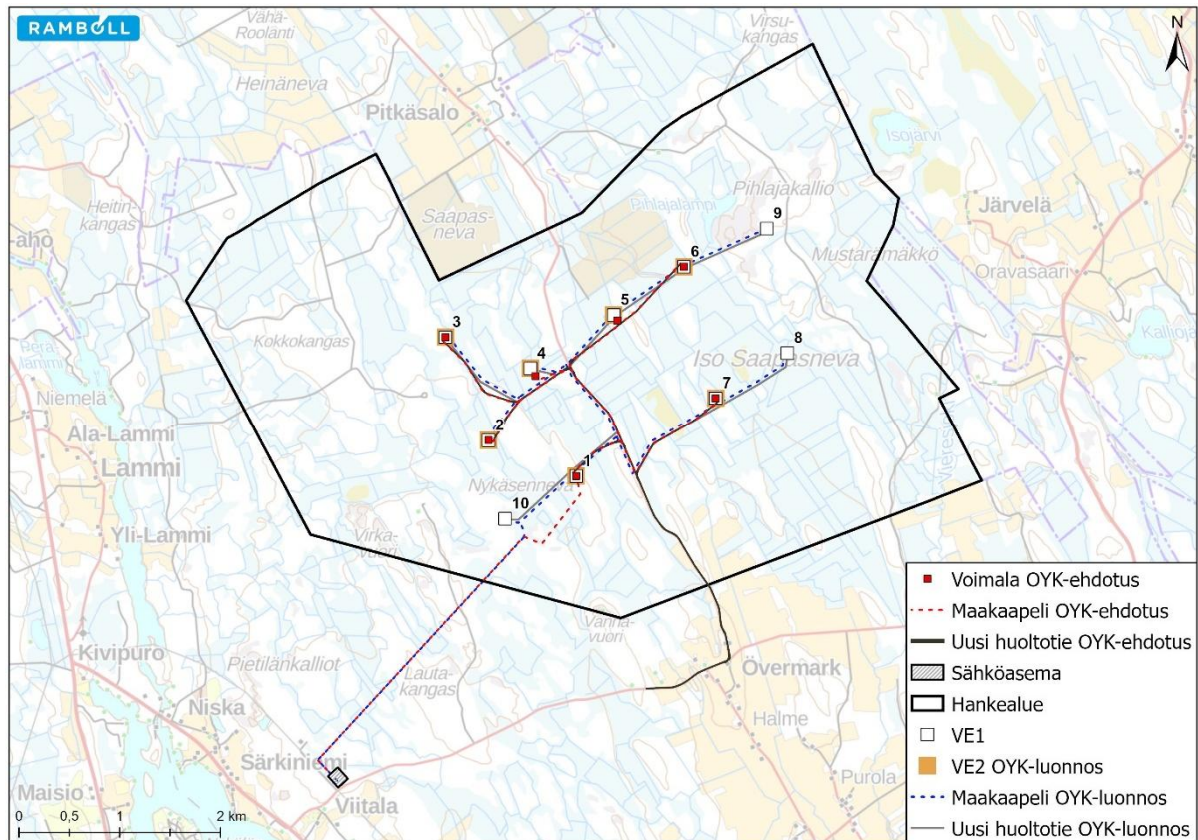 RAMBOLL
N
Vähä-
Roolanti
Virsu-
kangas
Heinäneva
Pitkäsalo
Isojärvi
Pihlajakallio
Heitin-
kangas
Saapas-
neva
Pihlajalampi
Järvelä
-aho
9
Mustarämäkkö
Oravasaari
6
5
Kokkokangas
3
8
4
Iso Saapasneva
Niemelä
7
Ala-Lammi
2
Lammi
1
Nykäsenneva
10
Virka-
vuori
Yli-Lammi
Vanha-
vuori
Kivipuro
Pietilänkalliot
Lauta-
kangas
Övermark
Niska
Halme
Särkiniemi
Maisio
Viitala
Purola
0 0,5 1 2 km
Voimala OYK-ehdotus
Maakaapeli OYK-ehdotus
Uusi huoltotie OYK-ehdotus
Sähköasema
Hankealue
VE1
VE2 OYK-luonnos
Maakaapeli OYK-luonnos
Uusi huoltotie OYK-luonnos